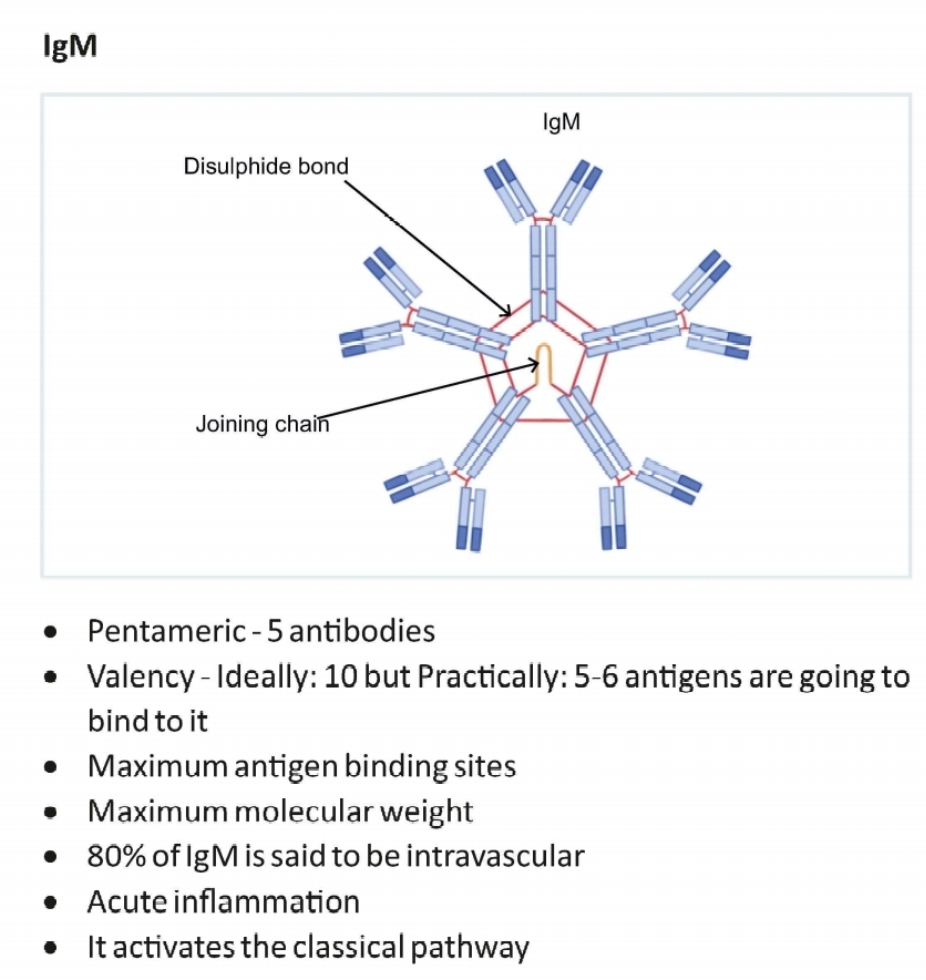 IgM
IgM
Disulphide bond
Joining chain
• Pentameric - 5 antibodies
• Valency - Ideally: 10 but Practically: 5-6 antigens are going to
bind to it
• Maximum antigen binding sites
• Maximum molecular weight
• 80% of IgM is said to be intravascular
• Acute inflammation
• It activates the classical pathway